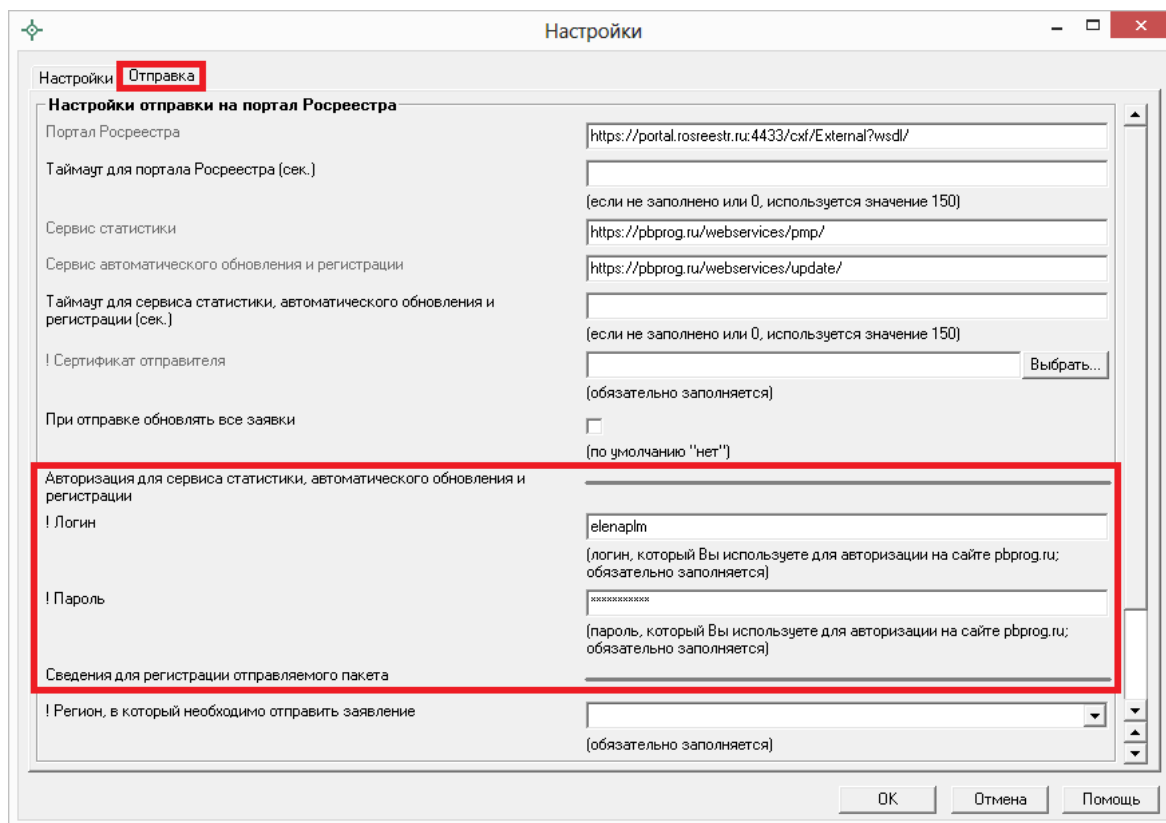 Настройки
Настройки Отправка
Настройки отправки на портал Росреестра
Портал Росреестра
https://portal.rosreestr.ru:4433/cxf/External?wsdl/
Таймаут для портала Росреестра (сек.)
(если не заполнено или 0, используется значение 150)
Сервис статистики
https://pbprog.ru/webservices/pmp/
Сервис автоматического обновления и регистрации
https://pbprog.ru/webservices/update/
Таймаут для сервиса статистики, автоматического обновления и
регистрации (сек.)
(если не заполнено или 0, используется значение 150)
! Сертификат отправителя
Выбрать...
(обязательно заполняется)
При отправке обновлять все заявки
(по умолчанию "нет")
Авторизация для сервиса статистики, автоматического обновления и
регистрации
! Логин
elenaplm
(логин, который Вы используете для авторизации на сайте pbprog.ru;
обязательно заполняется)
! Пароль
***********
(пароль, который Вы используете для авторизации на сайте pbprog.ru;
обязательно заполняется)
Сведения для регистрации отправляемого пакета
! Регион, в который необходимо отправить заявление
(обязательно заполняется)
OK Отмена Помощь